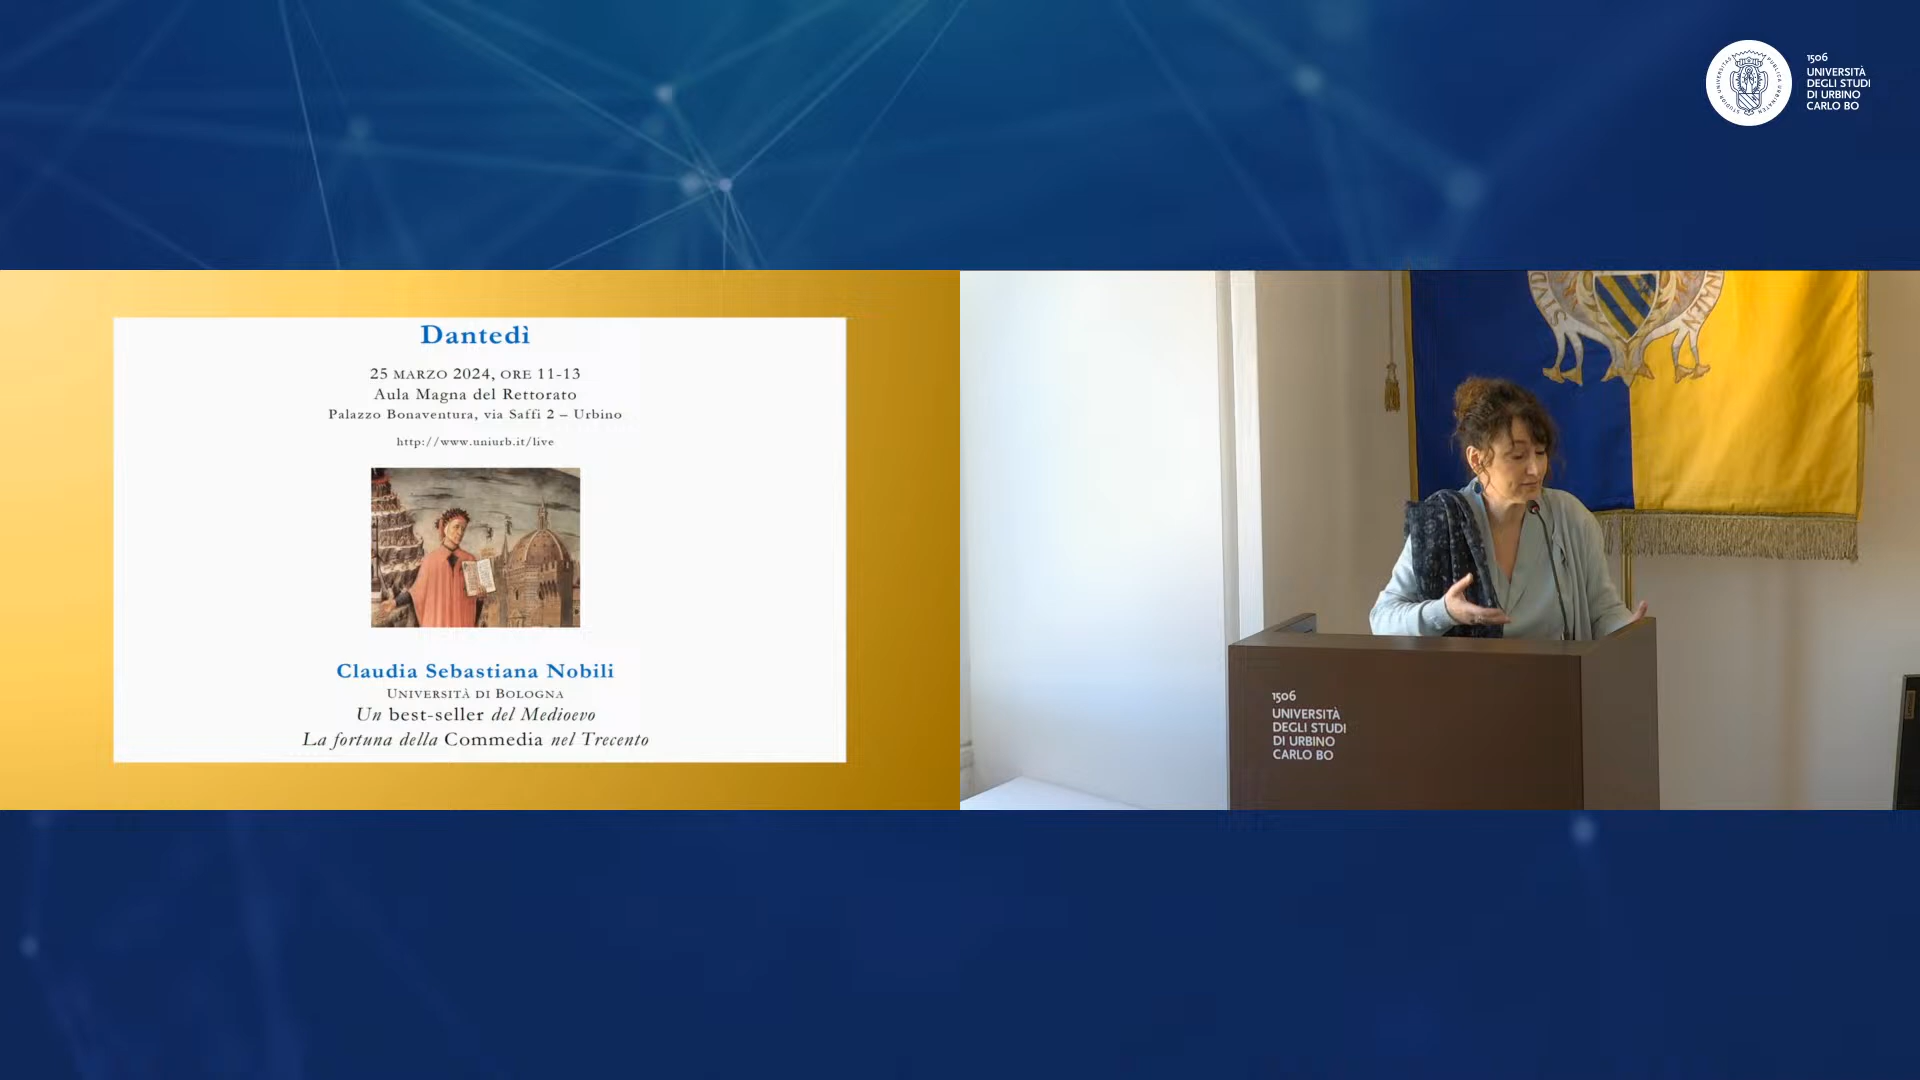 1506
UNIVERSITÀ
DEGLI STUDI
DI URBINO
CARLO BO
Dantedì
25 MARZO 2024, ORE 11-13
Aula Magna del Rettorato
Palazzo Bonaventura, via Saffi 2 – Urbino
http://www.uniurb.it/live
Claudia Sebastiana Nobili
UNIVERSITÀ DI BOLOGNA
Un best-seller del Medioevo
La fortuna della Commedia nel Trecento
1506
UNIVERSITÀ
DEGLI STUDI
DI URBINO
CARLO BO